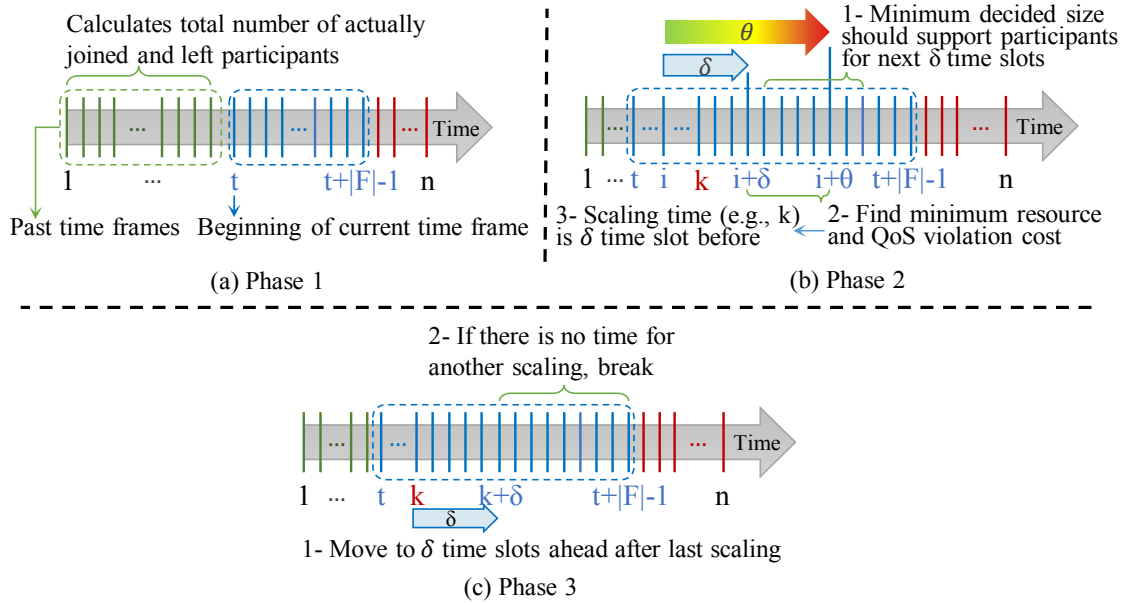 Calculates total number of actually
joined and left participants
...
...
...
Time
1
...
t
t+|F|-1
n
Past time frames
Beginning of current time frame
(a) Phase 1
θ
δ
1- Minimum decided size
should support participants
for next δ time slots
...
...
...
...
Time
1
...
t
i
k
i+δ
i+θ
t+|F|-1
n
3- Scaling time (e.g., k)
is δ time slot before
2- Find minimum resource
and QoS violation cost
(b) Phase 2
2- If there is no time for
another scaling, break
...
...
...
Time
1
...
t
k
k+δ
t+|F|-1
n
δ
1- Move to δ time slots ahead after last scaling
(c) Phase 3